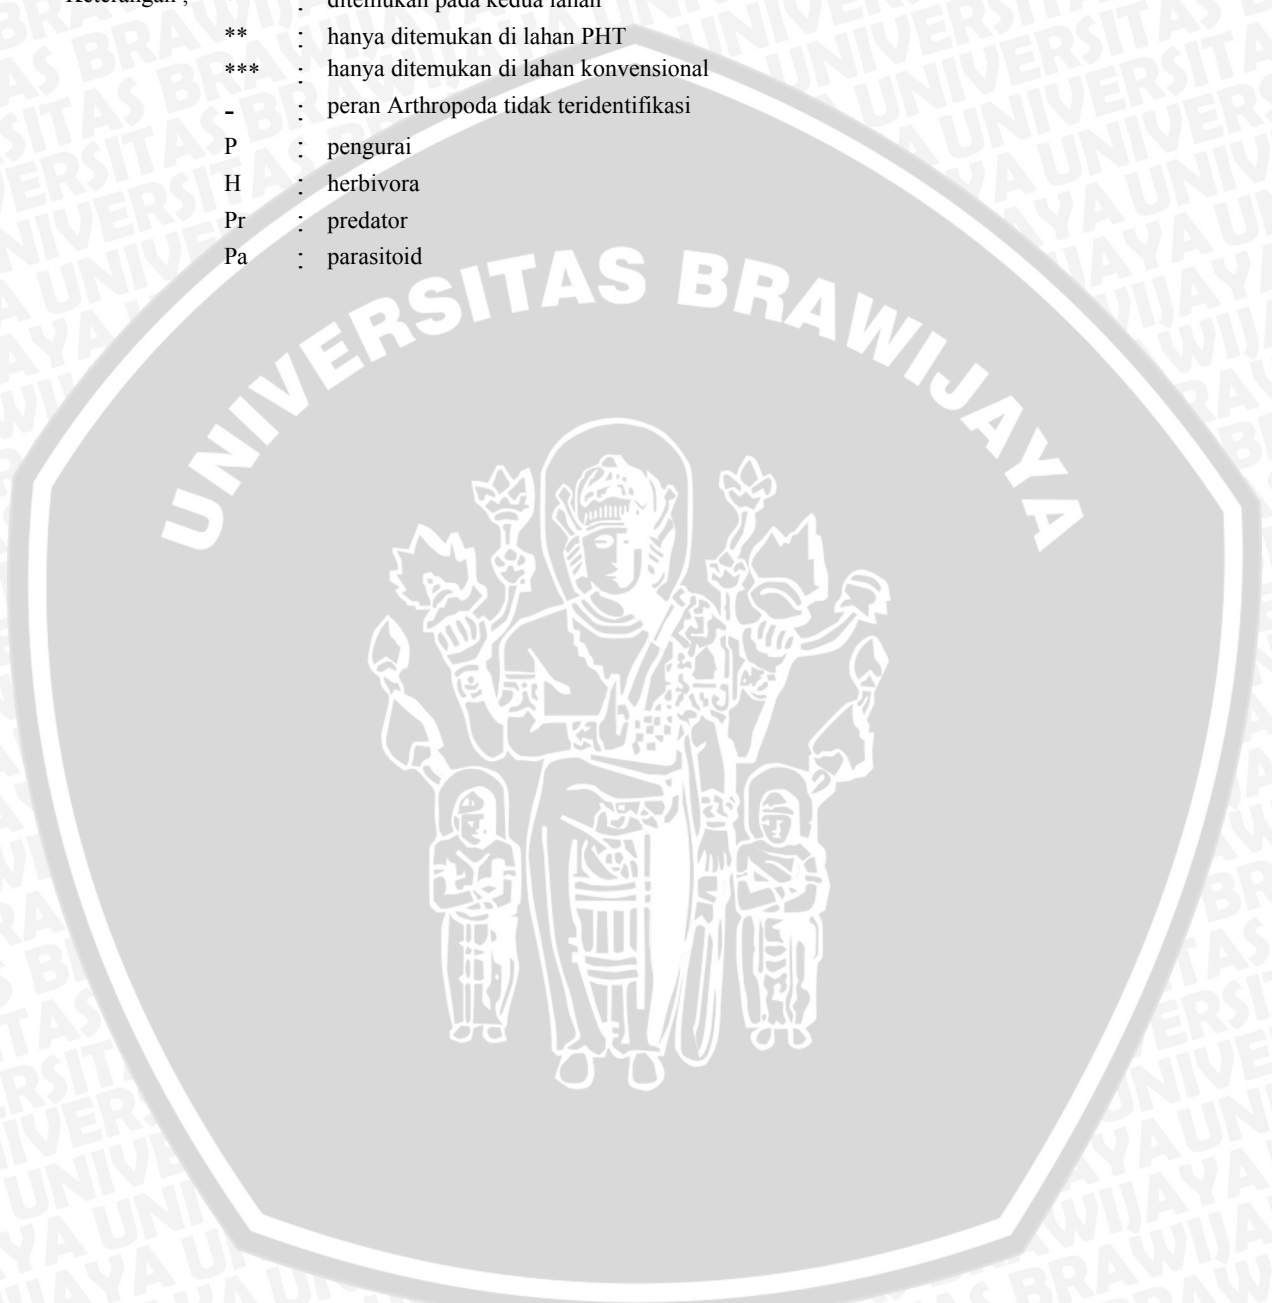 Keterangan ; : ditemukan pada kedua lahan
** : hanya ditemukan di lahan PHT
*** : hanya ditemukan di lahan konvensional
- : peran Arthropoda tidak teridentifikasi
P : pengurai
H : herbivora
Pr : predator
Pa : parasitoid
UNIVERSITAS BRAWIJAYA